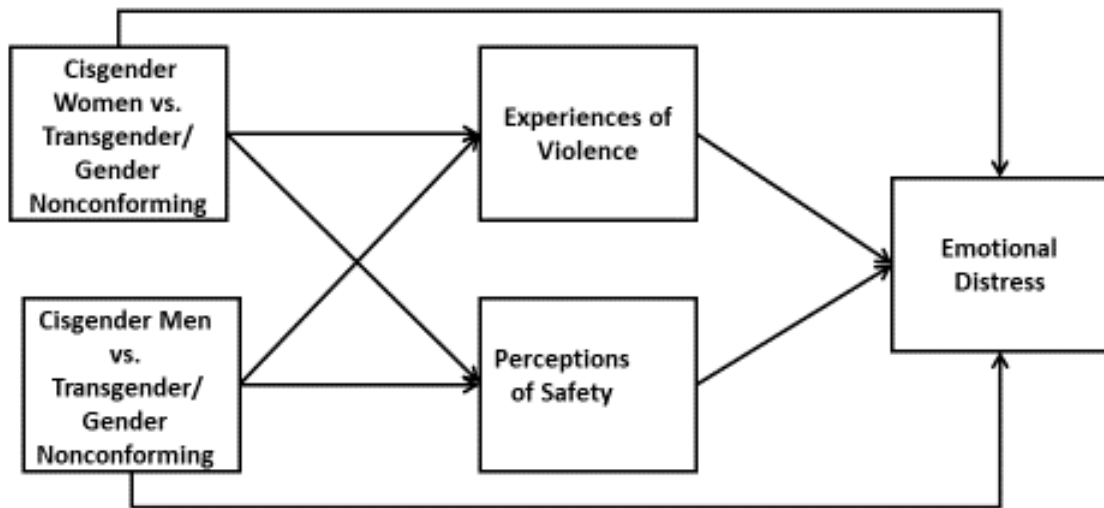 Cisgender
Women vs.
Transgender/
Gender
Nonconforming
Experiences of
Violence
Emotional
Distress
Cisgender Men
vs.
Transgender/
Gender
Nonconforming
Perceptions
of Safety